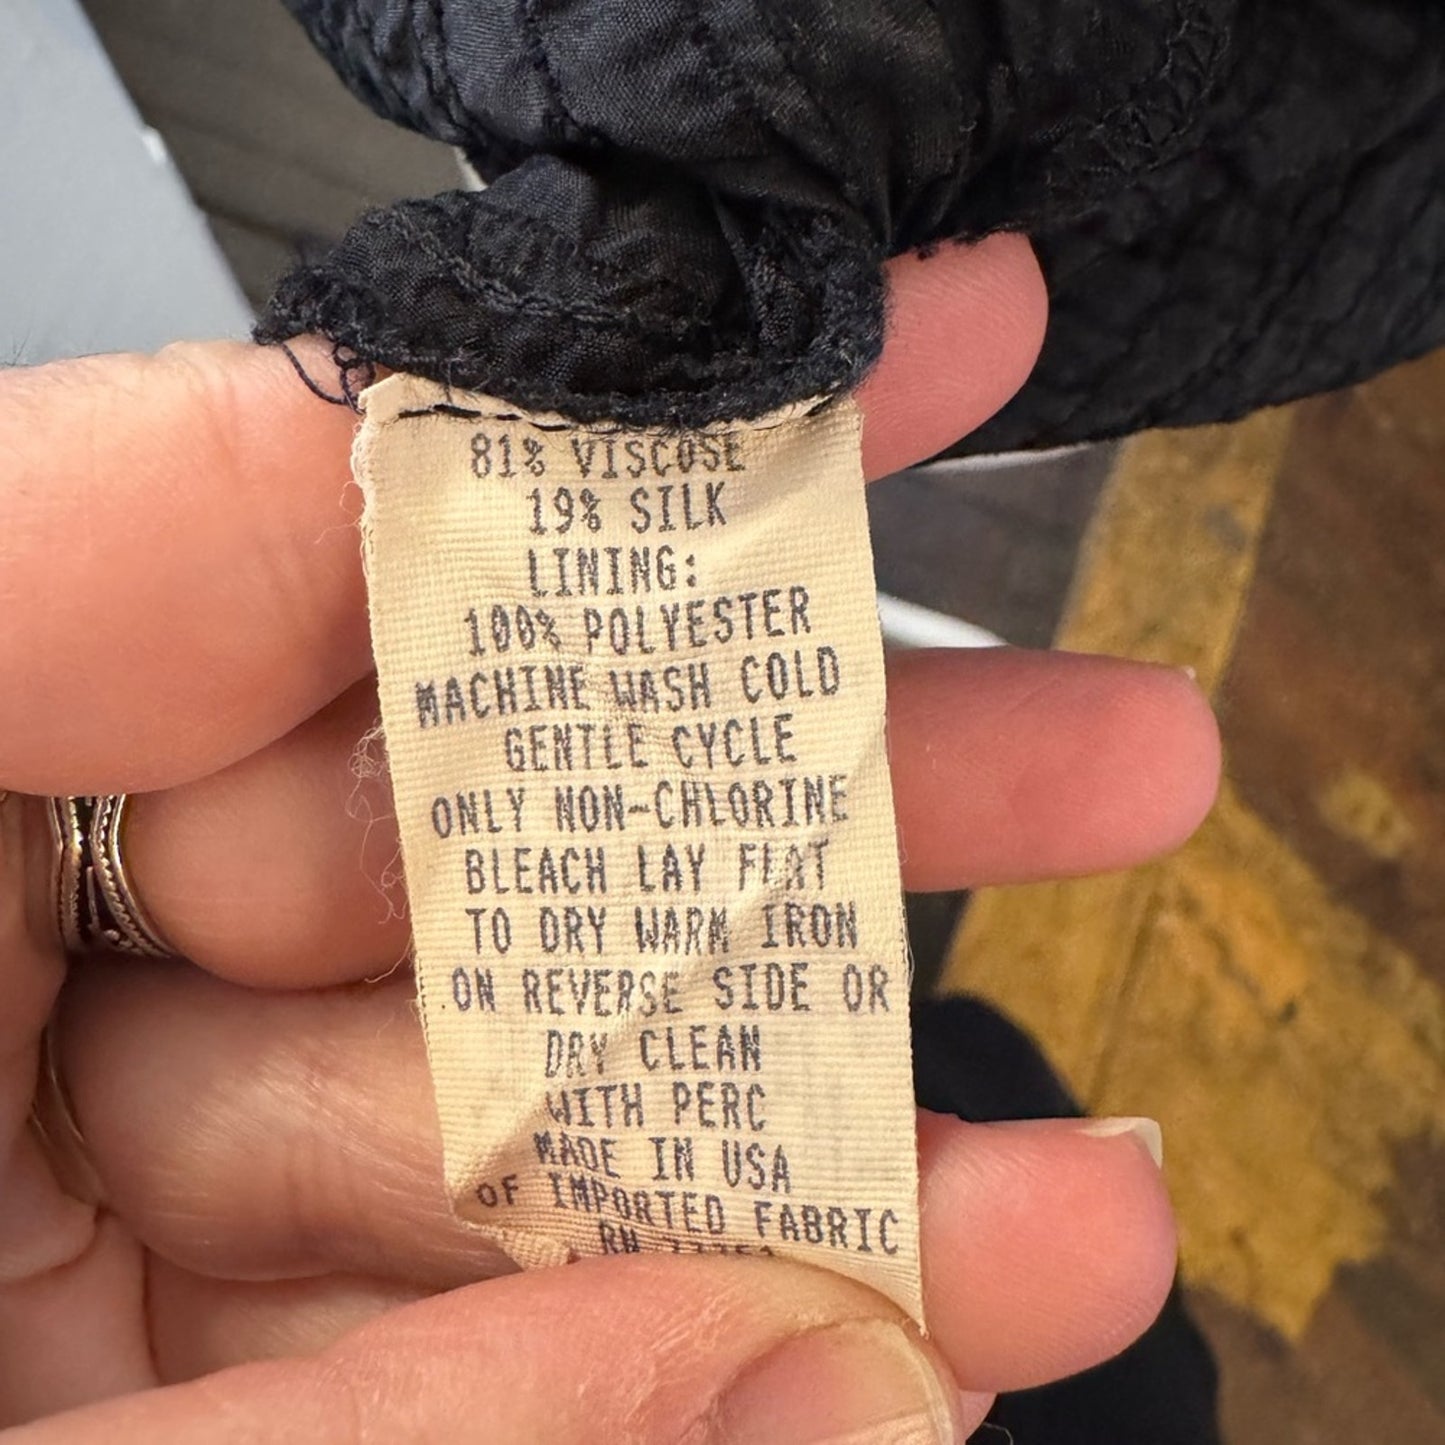 81% VISCOSE
19% SILK
LINING:
100% POLYESTER
MACHINE WASH COLD
GENTLE CYCLE
ONLY NON-CHLORINE
BLEACH LAY FLAT
TO DRY WARM IRON
ON REVERSE SIDE OR
DRY CLEAN
WITH PERC
MADE IN USA
OF IMPORTED FABRIC
RN